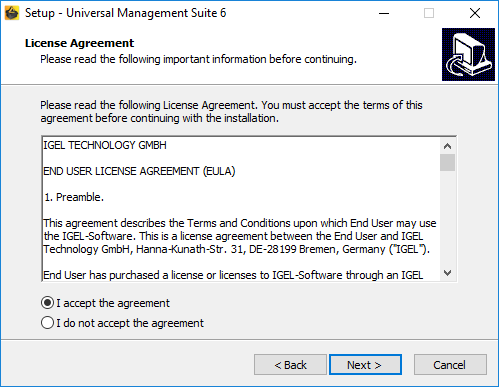 Setup - Universal Management Suite 6
License Agreement
Please read the following important information before continuing.
Please read the following License Agreement. You must accept the terms of this
agreement before continuing with the installation.
IGEL TECHNOLOGY GMBH
END USER LICENSE AGREEMENT (EULA)
1. Preamble.
This agreement describes the Terms and Conditions upon which End User may use
the IGEL-Software. This is a license agreement between the End User and IGEL
Technology GmbH, Hanna-Kunath-Str. 31, DE-28199 Bremen, Germany ("IGEL").
End User has purchased a license or licenses to IGEL-Software through an IGEL
I accept the agreement
I do not accept the agreement
< Back
Next >
Cancel